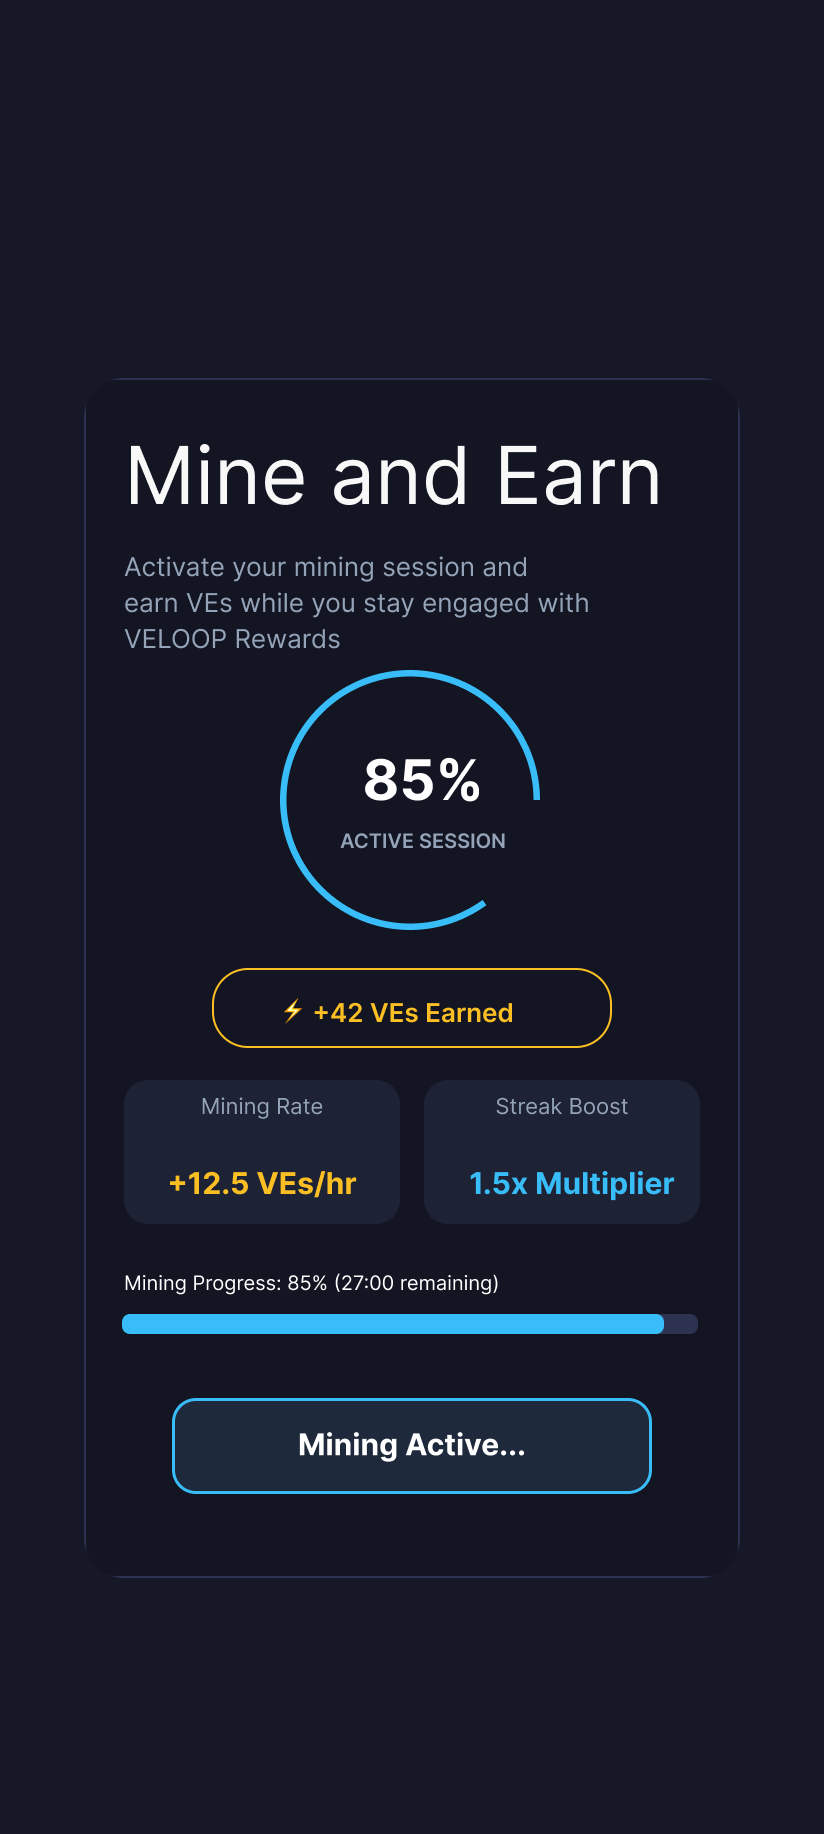 Mine and Earn
Activate your mining session and
earn VEs while you stay engaged with
VELOOP Rewards
85%
ACTIVE SESSION
⚡ +42 VEs Earned
Mining Rate
+12.5 VEs/hr
Streak Boost
1.5x Multiplier
Mining Progress: 85% (27:00 remaining)
Mining Active...